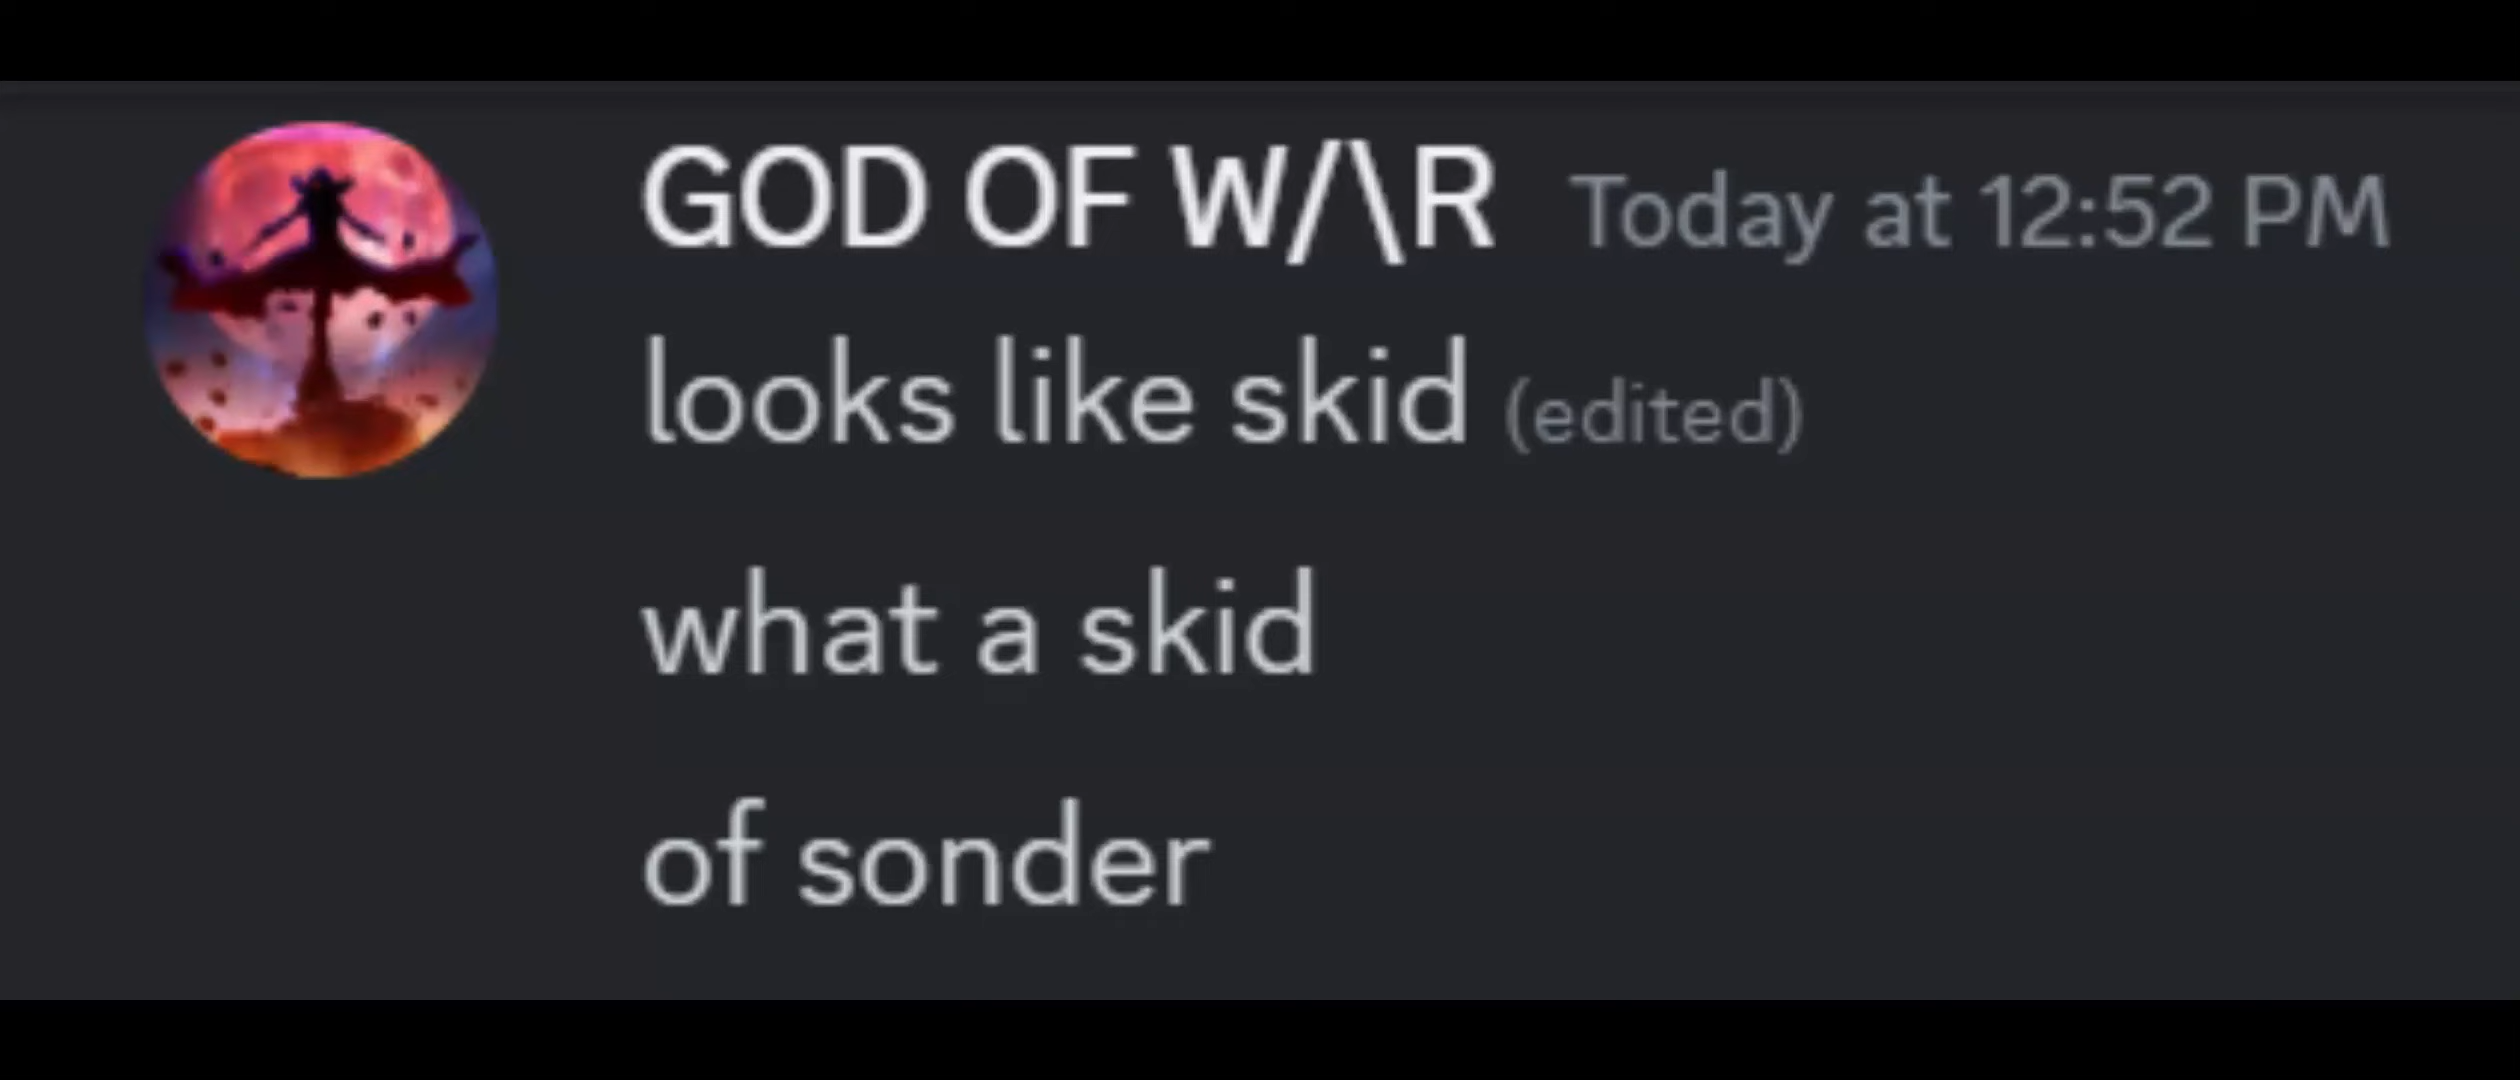 GOD OF W/\R Today at 12:52 PM
looks like skid (edited)
what a skid
of sonder